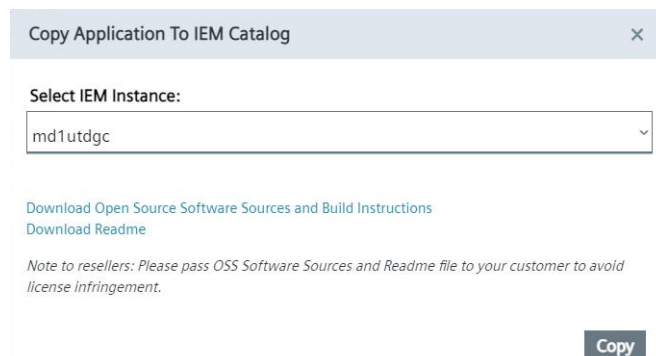 Copy Application To IEM Catalog
Select IEM Instance:
md1utdgc
Download Open Source Software Sources and Build Instructions
Download Readme
Note to resellers: Please pass OSS Software Sources and Readme file to your customer to avoid
license infringement.
Copy